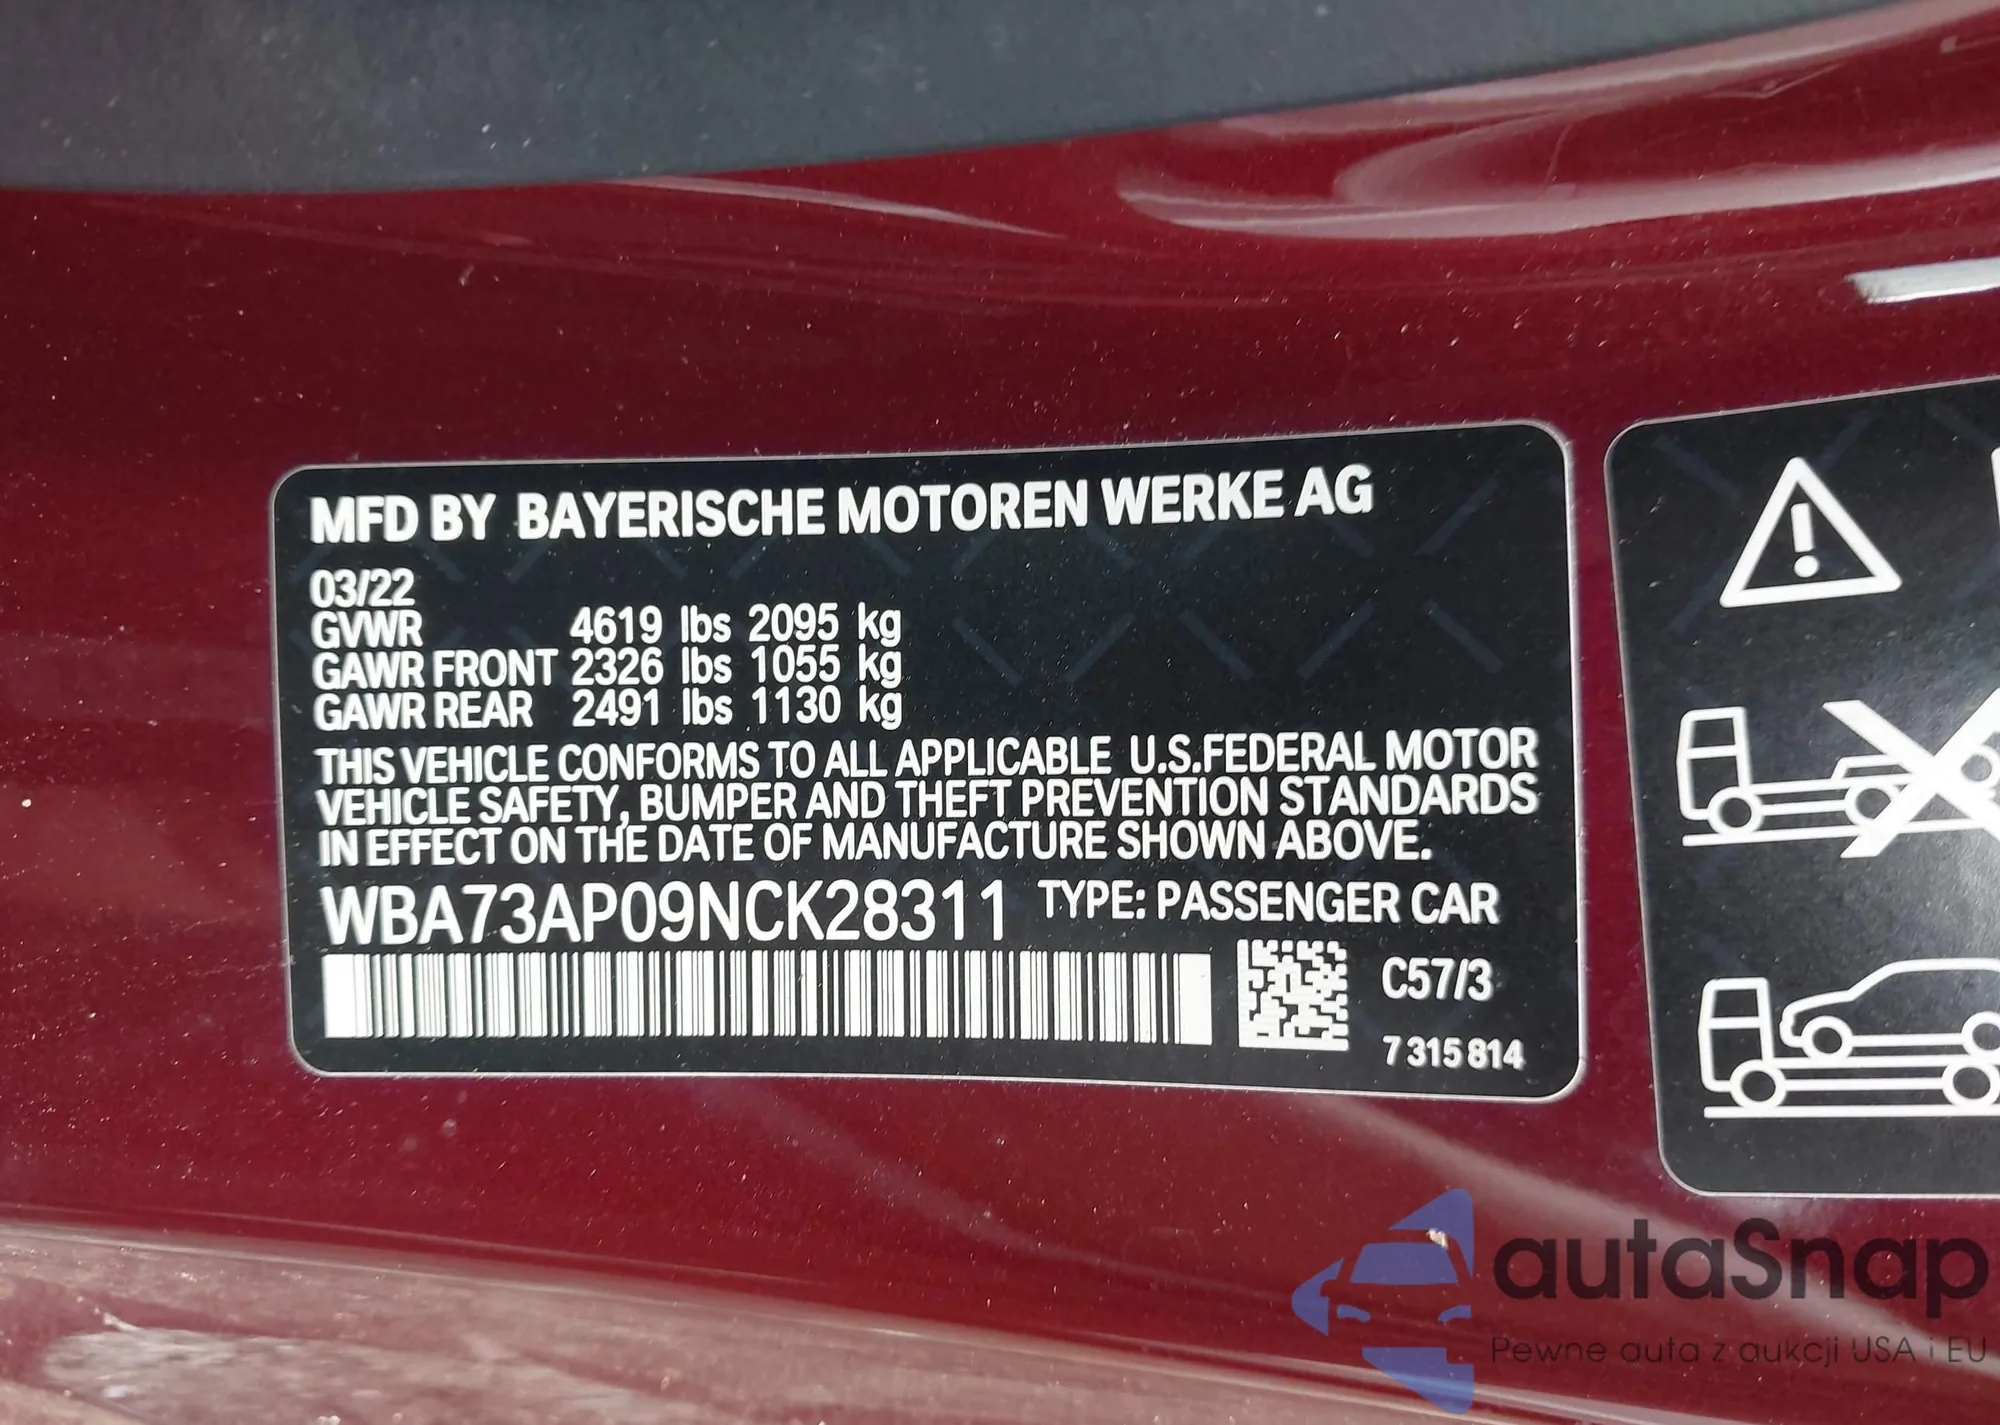 MFD BY BAYERISCHE MOTOREN WERKE AG
03/22
GVWR 4619 lbs 2095 kg
GAWR FRONT 2326 lbs 1055 kg
GAWR REAR 2491 lbs 1130 kg
THIS VEHICLE CONFORMS TO ALL APPLICABLE U.S.FEDERAL MOTOR
VEHICLE SAFETY, BUMPER AND THEFT PREVENTION STANDARDS
IN EFFECT ON THE DATE OF MANUFACTURE SHOWN ABOVE.
WBA73AP09NCK28311 TYPE: PASSENGER CAR
C57/3
7 315 814
autaSnap
Pewne auta z aukcji USA i EU